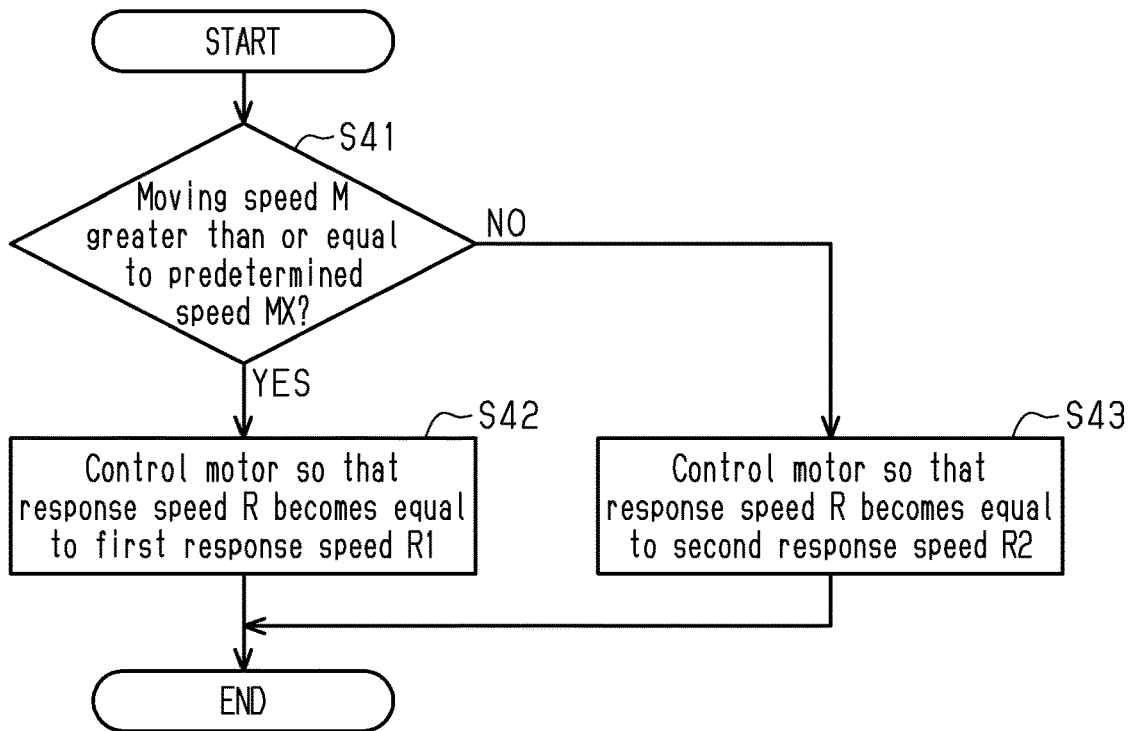 START
S41
Moving speed M
greater than or equal
to predetermined
speed MX?
NO
YES
S42
Control motor so that
response speed R becomes equal
to first response speed R1
S43
Control motor so that
response speed R becomes equal
to second response speed R2
END